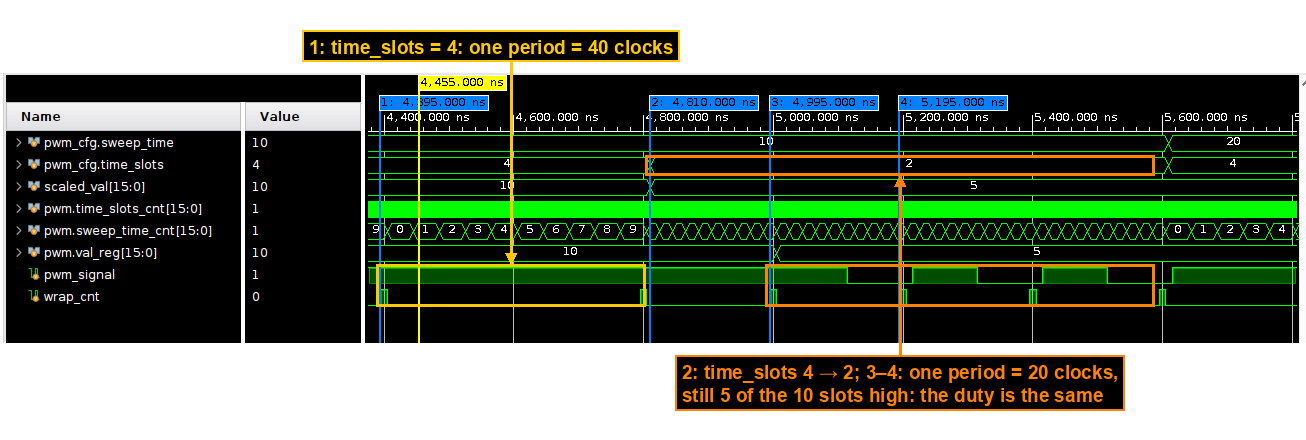 1: time_slots = 4: one period = 40 clocks
4,455.000 ns
1: 4,395.000 ns 2: 4,810.000 ns 3: 4,995.000 ns 4: 5,195.000 ns
Name Value 4,400.000 ns 4,600.000 ns 4,800.000 ns 5,000.000 ns 5,200.000 ns 5,400.000 ns 5,600.000 ns 5
pwm_cfg.sweep_time 10 10 20
pwm_cfg.time_slots 4 4 2 4
scaled_val[15:0] 10 10 5
pwm.time_slots_cnt[15:0] 1
pwm.sweep_time_cnt[15:0] 1 9 0 1 2 3 4 5 6 7 8 9 0 1 2 3 4
pwm.val_reg[15:0] 10 10 5
pwm_signal 1
wrap_cnt 0
2: time_slots 4 → 2; 3–4: one period = 20 clocks,
still 5 of the 10 slots high: the duty is the same